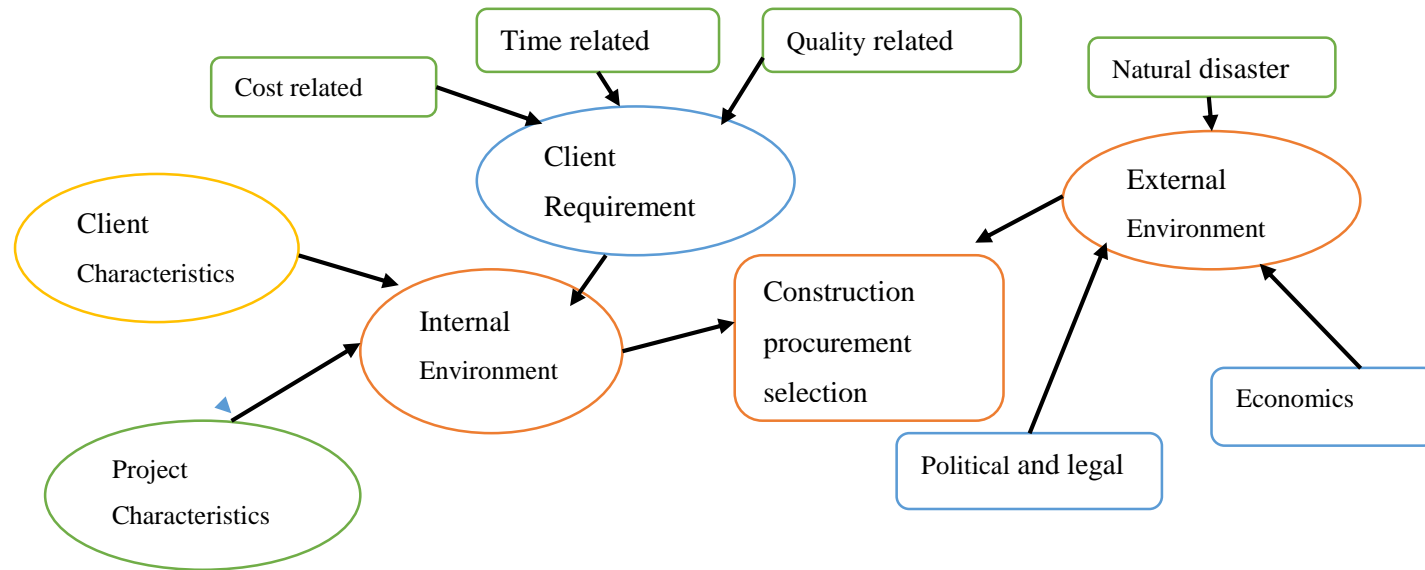 Time related
Quality related
Cost related
Natural disaster
Client
Requirement
External
Environment
Client
Characteristics
Internal
Environment
Construction
procurement
selection
Economics
Political and legal
Project
Characteristics